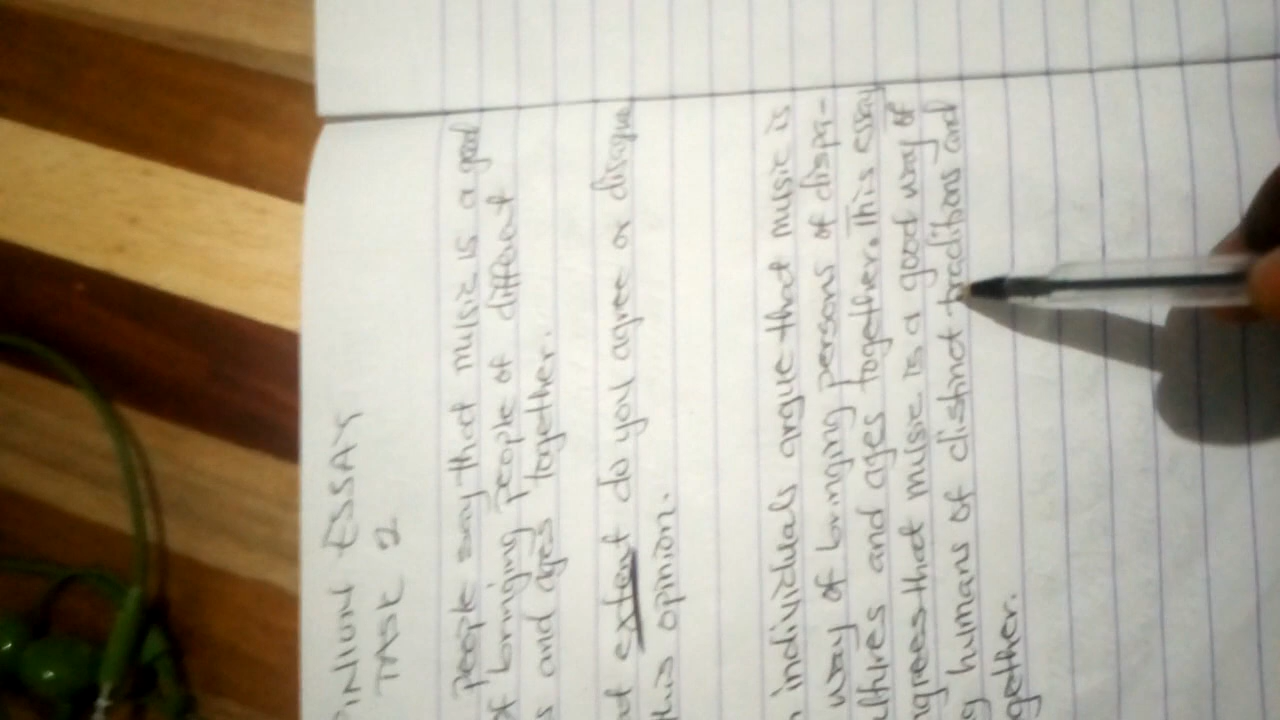 PINION ESSAY
TASK 2
people say that music is a good
of bringing people of different
s and ages together.
extent do you agree or disagre
this opinion.
individuals argue that music is
way of bringing persons of dispa-
ultures and ages together. This essay
agrees that music is a good way of
g humans of distinct traditions and
gether.